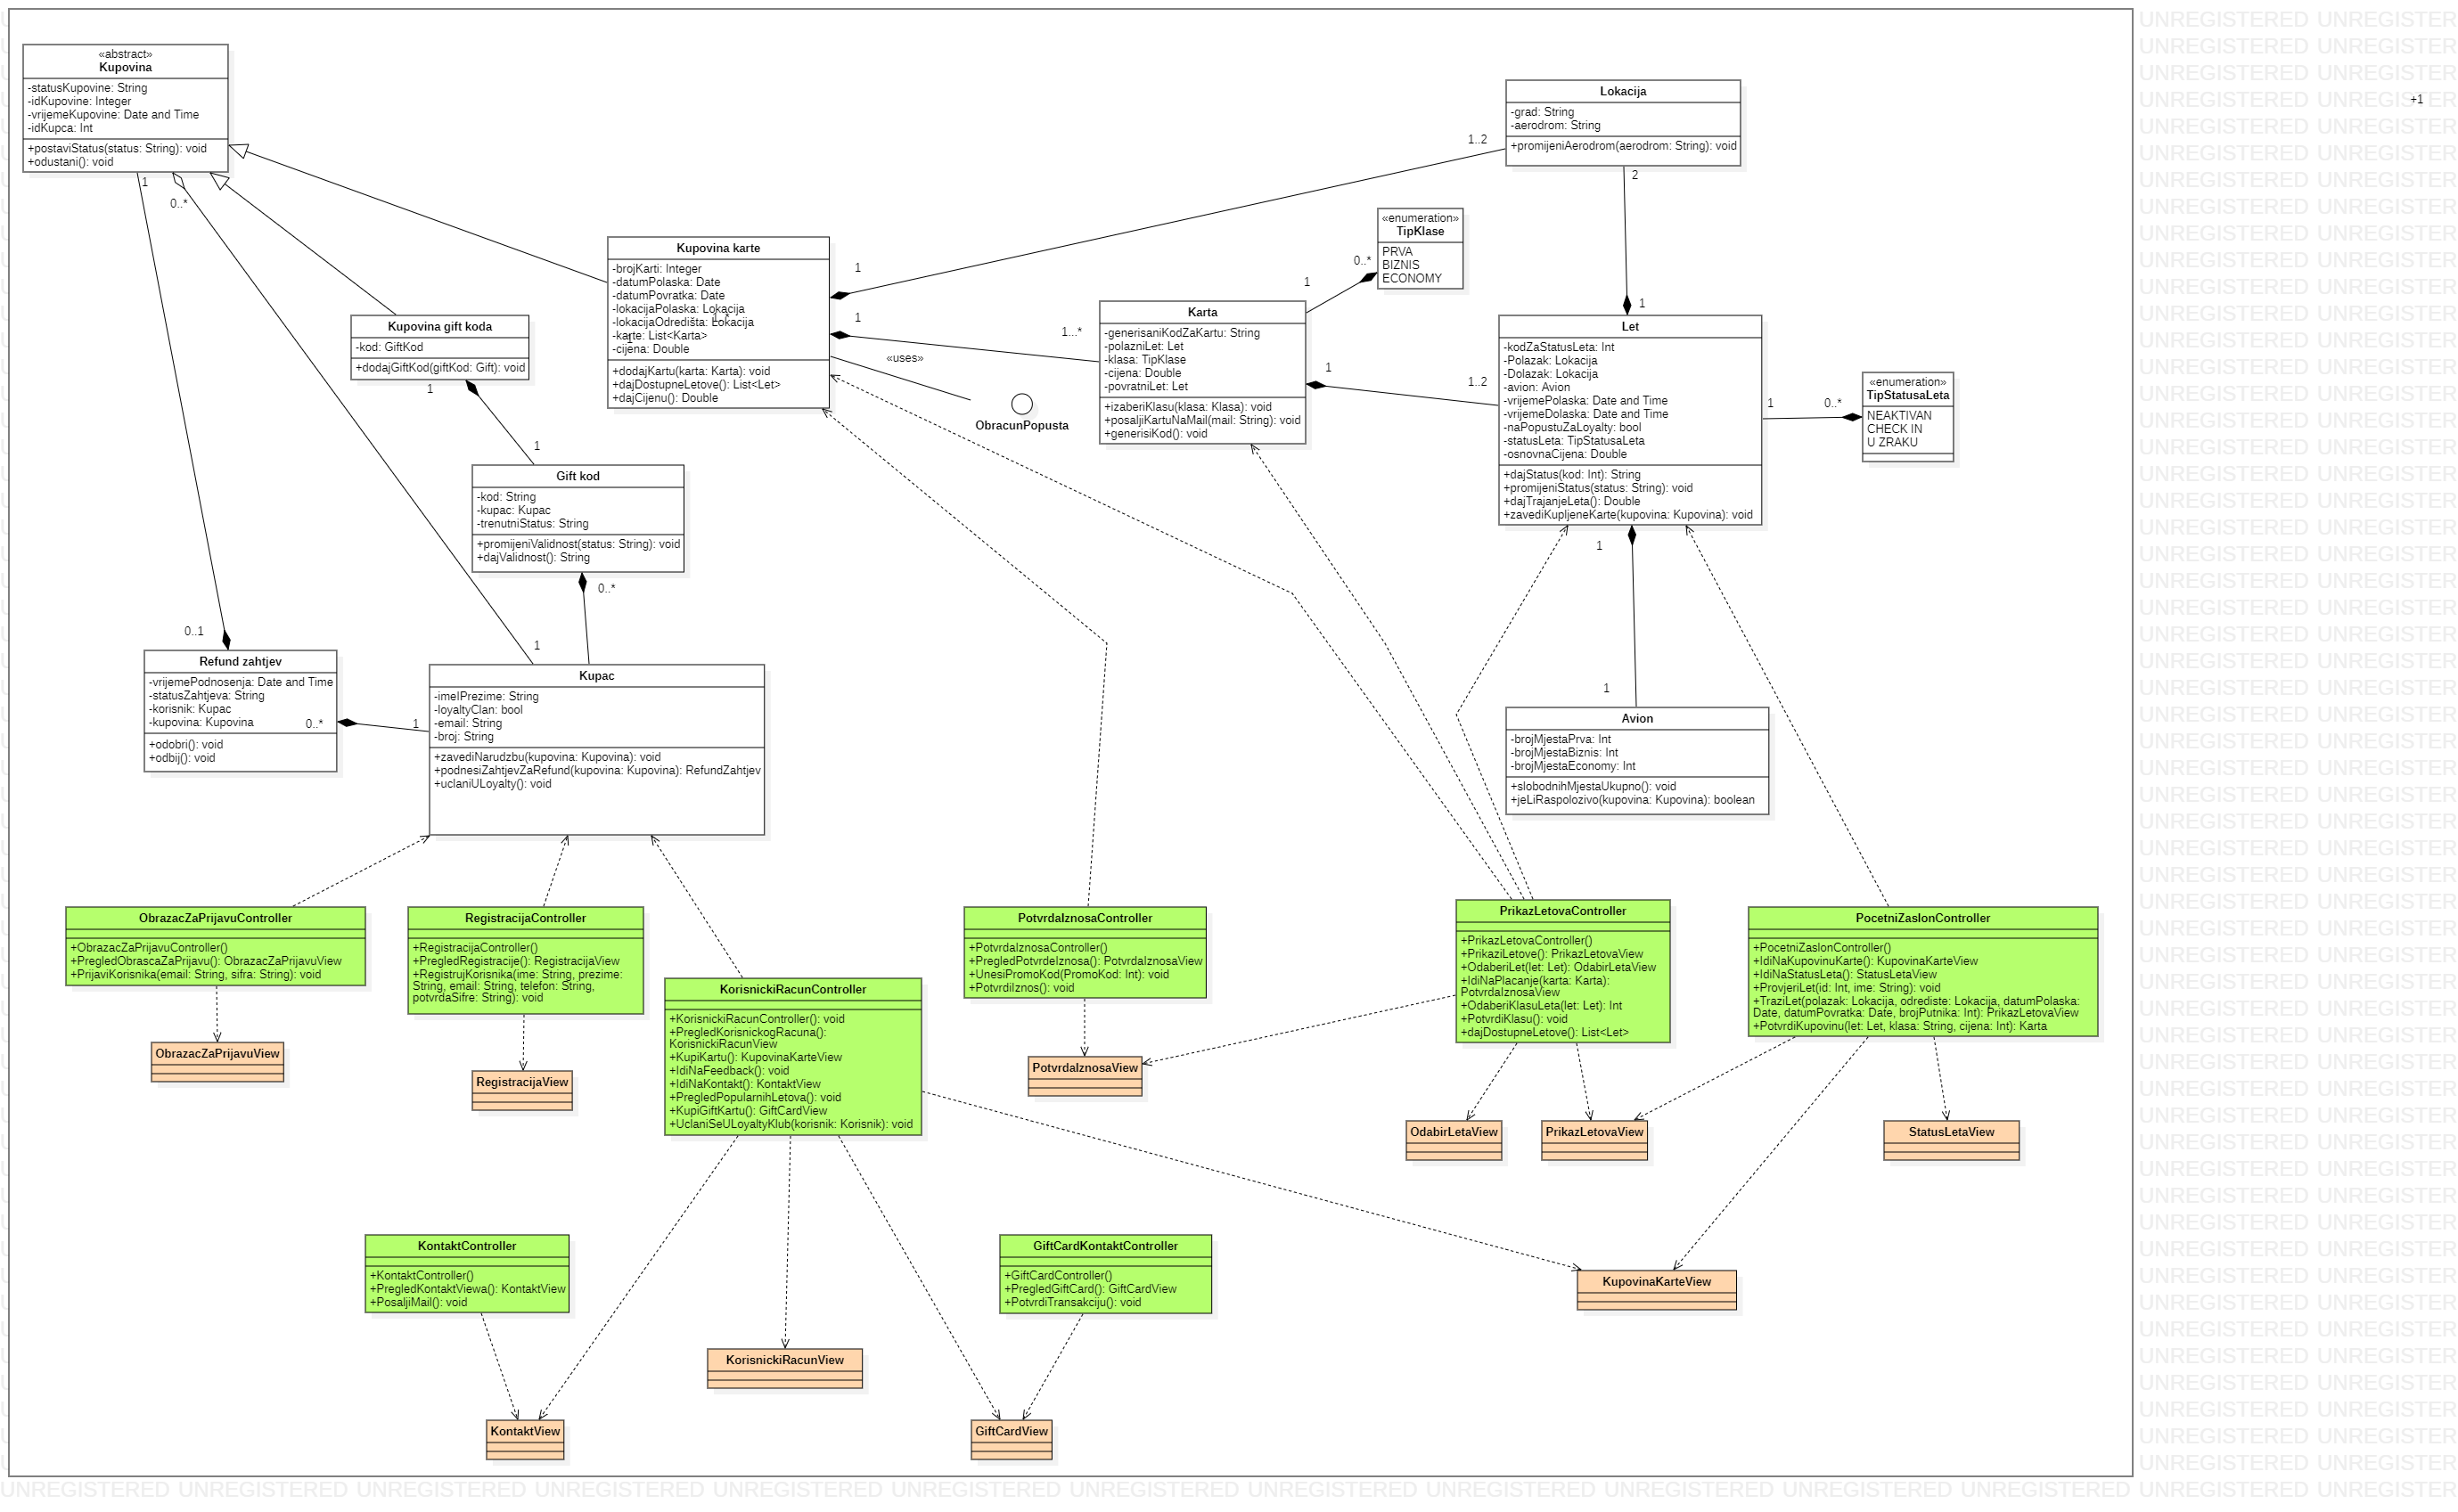 «abstract»
Kupovina
-statusKupovine: String
-idKupovine: Integer
-vrijemeKupovine: Date and Time
-idKupca: Int
+postaviStatus(status: String): void
+odustani(): void
1
0..*
Lokacija
-grad: String
-aerodrom: String
+promijeniAerodrom(aerodrom: String): void
1..2
2
+1
«enumeration»
TipKlase
PRVA
BIZNIS
ECONOMY
0..*
1
Kupovina karte
-brojKarti: Integer
-datumPolaska: Date
-datumPovratka: Date
-lokacijaPolaska: Lokacija
-lokacijaOdredišta: Lokacija
-karte: List<Karta>
-cijena: Double
+dodajKartu(karta: Karta): void
+dajDostupneLetove(): List<Let>
+dajCijenu(): Double
1
1
1...*
«uses»
ObracunPopusta
Kupovina gift koda
-kod: GiftKod
+dodajGiftKod(giftKod: Gift): void
1
1
Karta
-generisaniKodZaKartu: String
-polazniLet: Let
-klasa: TipKlase
-cijena: Double
-povratniLet: Let
+izaberiKlasu(klasa: Klasa): void
+posaljiKartuNaMail(mail: String): void
+generisiKod(): void
1
1..2
1
Let
-kodZaStatusLeta: Int
-Polazak: Lokacija
-Dolazak: Lokacija
-avion: Avion
-vrijemePolaska: Date and Time
-vrijemeDolaska: Date and Time
-naPopustuZaLoyalty: bool
-statusLeta: TipStatusaLeta
-osnovnaCijena: Double
+dajStatus(kod: Int): String
+promijeniStatus(status: String): void
+dajTrajanjeLeta(): Double
+zavediKupljeneKarte(kupovina: Kupovina): void
1
0..*
«enumeration»
TipStatusaLeta
NEAKTIVAN
CHECK IN
U ZRAKU
1
1
Gift kod
-kod: String
-kupac: Kupac
-trenutniStatus: String
+promijeniValidnost(status: String): void
+dajValidnost(): String
0..*
1
0..1
Refund zahtjev
-vrijemePodnosenja: Date and Time
-statusZahtjeva: String
-korisnik: Kupac
-kupovina: Kupovina
+odobri(): void
+odbij(): void
0..*
1
Kupac
-imeIPrezime: String
-loyaltyClan: bool
-email: String
-broj: String
+zavediNarudzbu(kupovina: Kupovina): void
+podnesiZahtjevZaRefund(kupovina: Kupovina): RefundZahtjev
+uclaniULoyalty(): void
Avion
-brojMjestaPrva: Int
-brojMjestaBiznis: Int
-brojMjestaEconomy: Int
+slobodnihMjestaUkupno(): void
+jeLiRaspolozivo(kupovina: Kupovina): boolean
ObrazacZaPrijavuController
+ObrazacZaPrijavuController()
+PregledObrascaZaPrijavu(): ObrazacZaPrijavuView
+PrijaviKorisnika(email: String, sifra: String): void
RegistracijaController
+RegistracijaController()
+PregledRegistracije(): RegistracijaView
+RegistrujKorisnika(ime: String, prezime:
String, email: String, telefon: String,
potvrdaSifre: String): void
KorisnickiRacunController
+KorisnickiRacunController(): void
+PregledKorisnickogRacuna():
KorisnickiRacunView
+KupiKartu(): KupovinaKarteView
+IdiNaFeedback(): void
+IdiNaKontakt(): KontaktView
+PregledPopularnihLetova(): void
+KupiGiftKartu(): GiftCardView
+UclaniSeULoyaltyKlub(korisnik: Korisnik): void
PotvrdaIznosaController
+PotvrdaIznosaController()
+PregledPotvrdeIznosa(): PotvrdaIznosaView
+UnesiPromoKod(PromoKod: Int): void
+PotvrdiIznos(): void
PrikazLetovaController
+PrikazLetovaController()
+PrikaziLetove(): PrikazLetovaView
+OdaberiLet(let: Let): OdabirLetaView
+IdiNaPlacanje(karta: Karta):
PotvrdaIznosaView
+OdaberiKlasuLeta(let: Let): Int
+PotvrdiKlasu(): void
+dajDostupneLetove(): List<Let>
PocetniZaslonController
+PocetniZaslonController()
+IdiNaKupovinuKarte(): KupovinaKarteView
+IdiNaStatusLeta(): StatusLetaView
+ProvjeriLet(id: Int, ime: String): void
+TraziLet(polazak: Lokacija, odrediste: Lokacija, datumPolaska:
Date, datumPovratka: Date, brojPutnika: Int): PrikazLetovaView
+PotvrdiKupovinu(let: Let, klasa: String, cijena: Int): Karta
ObrazacZaPrijavuView
RegistracijaView
PotvrdaIznosaView
OdabirLetaView
PrikazLetovaView
StatusLetaView
KontaktController
+KontaktController()
+PregledKontaktViewa(): KontaktView
+PosaljiMail(): void
GiftCardKontaktController
+GiftCardController()
+PregledGiftCard(): GiftCardView
+PotvrdiTransakciju(): void
KupovinaKarteView
KorisnickiRacunView
KontaktView
GiftCardView
UNREGISTERED UNREGISTERED UNREGISTERED UNREGISTERED UNREGISTERED UNREGISTERED UNREGISTERED UNREGISTERED UNREGISTERED UNREGISTERED UNREGISTERED UNREGISTERED UNREGISTERED